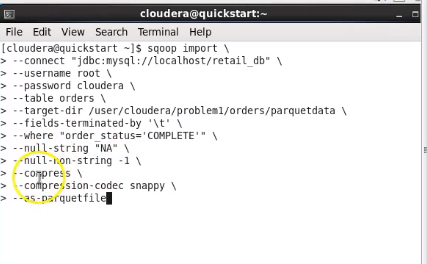 cloudera@quickstart:~
File Edit View Search Terminal Help
[cloudera@quickstart ~]$ sqoop import \
> --connect "jdbc:mysql://localhost/retail_db" \
> --username root \
> --password cloudera \
> --table orders \
> --target-dir /user/cloudera/problem1/orders/parquetdata \
> --fields-terminated-by '\t' \
> --where "order_status='COMPLETE'" \
> --null-string "NA" \
> --null-non-string -1 \
> --compress \
> --compression-codec snappy \
> --as-parquetfile